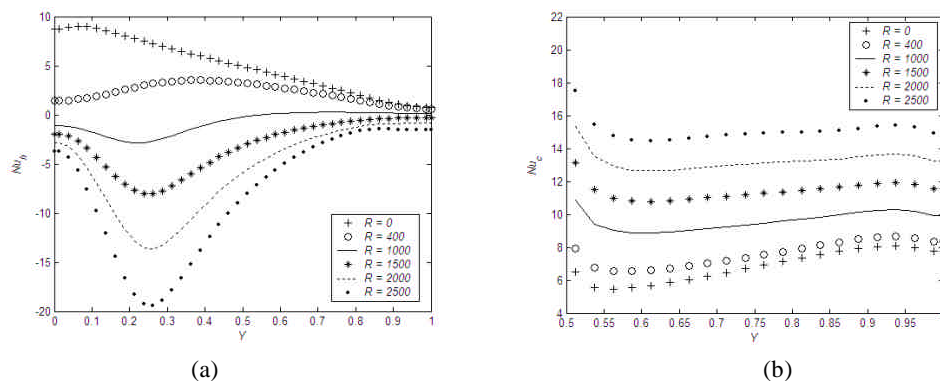 10
5
0
-5
-10
-15
-20
Nu_h
0 0.1 0.2 0.3 0.4 0.5 0.6 0.7 0.8 0.9 1
Y
R = 0
R = 400
R = 1000
R = 1500
R = 2000
R = 2500
(a)
22
20
18
16
14
12
10
8
6
4
Nu_c
0.5 0.55 0.6 0.65 0.7 0.75 0.8 0.85 0.9 0.95
Y
R = 0
R = 400
R = 1000
R = 1500
R = 2000
R = 2500
(b)